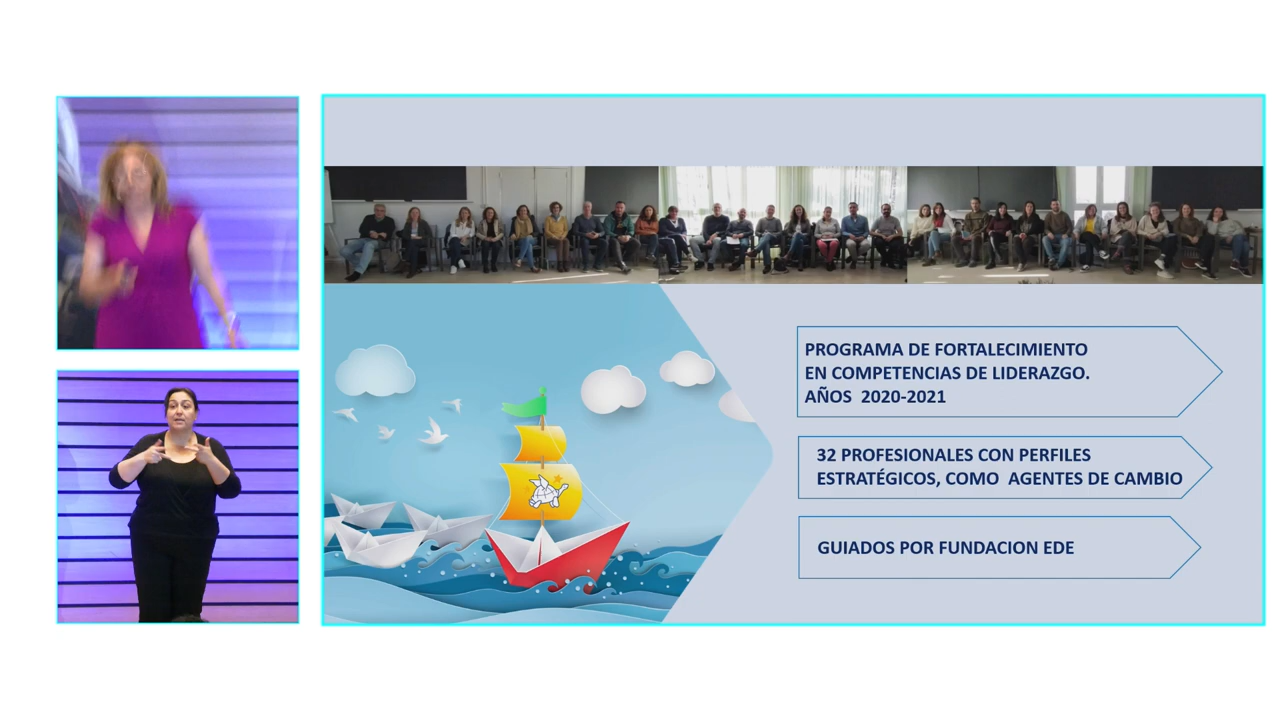 PROGRAMA DE FORTALECIMIENTO
EN COMPETENCIAS DE LIDERAZGO.
AÑOS  2020-2021
32 PROFESIONALES CON PERFILES
ESTRATÉGICOS, COMO  AGENTES DE CAMBIO
GUIADOS POR FUNDACION EDE